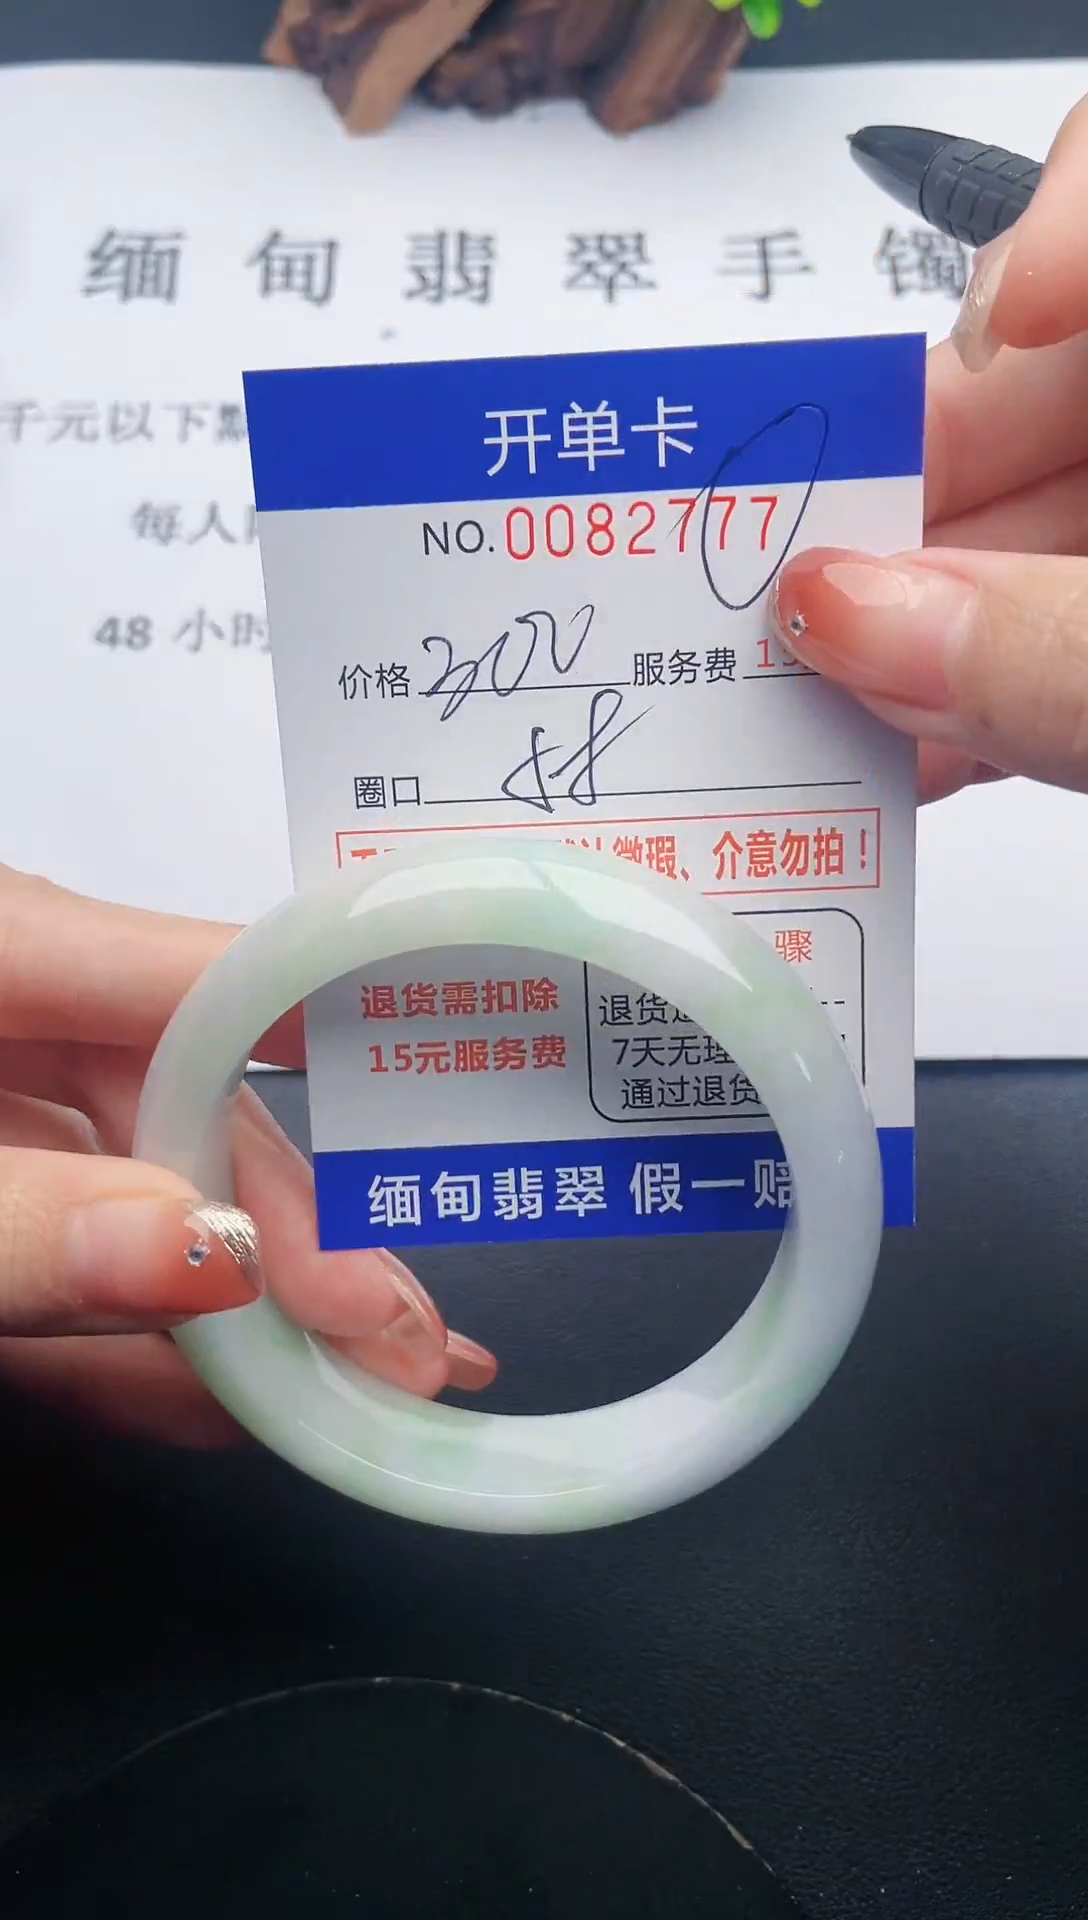 缅甸翡翠手镯
千元以下
每人
48 小时
开单卡
NO.0082777
价格 300 服务费 15
圈口 58
微瑕、介意勿拍！
骤
退货需扣除
15元服务费
退货
7天无理
通过退货
缅甸翡翠 假一赔